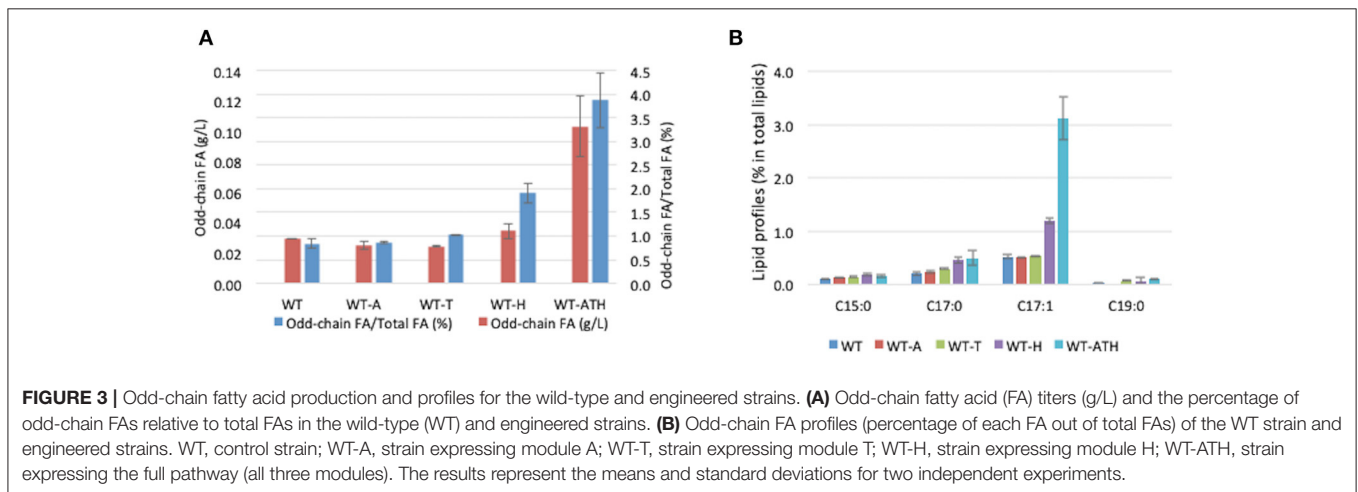 A
Odd-chain FA (g/L)
0.14
0.12
0.10
0.08
0.06
0.04
0.02
0.00
4.5
4.0
3.5
3.0
2.5
2.0
1.5
1.0
0.5
0.0
Odd-chain FA/Total FA (%)
WT WT-A WT-T WT-H WT-ATH
Odd-chain FA/Total FA (%) Odd-chain FA (g/L)
B
Lipid profiles (% in total lipids)
4.0
3.0
2.0
1.0
0.0
C15:0 C17:0 C17:1 C19:0
WT WT-A WT-T WT-H WT-ATH
FIGURE 3 | Odd-chain fatty acid production and profiles for the wild-type and engineered strains. (A) Odd-chain fatty acid (FA) titers (g/L) and the percentage of
odd-chain FAs relative to total FAs in the wild-type (WT) and engineered strains. (B) Odd-chain FA profiles (percentage of each FA out of total FAs) of the WT strain and
engineered strains. WT, control strain; WT-A, strain expressing module A; WT-T, strain expressing module T; WT-H, strain expressing module H; WT-ATH, strain
expressing the full pathway (all three modules). The results represent the means and standard deviations for two independent experiments.